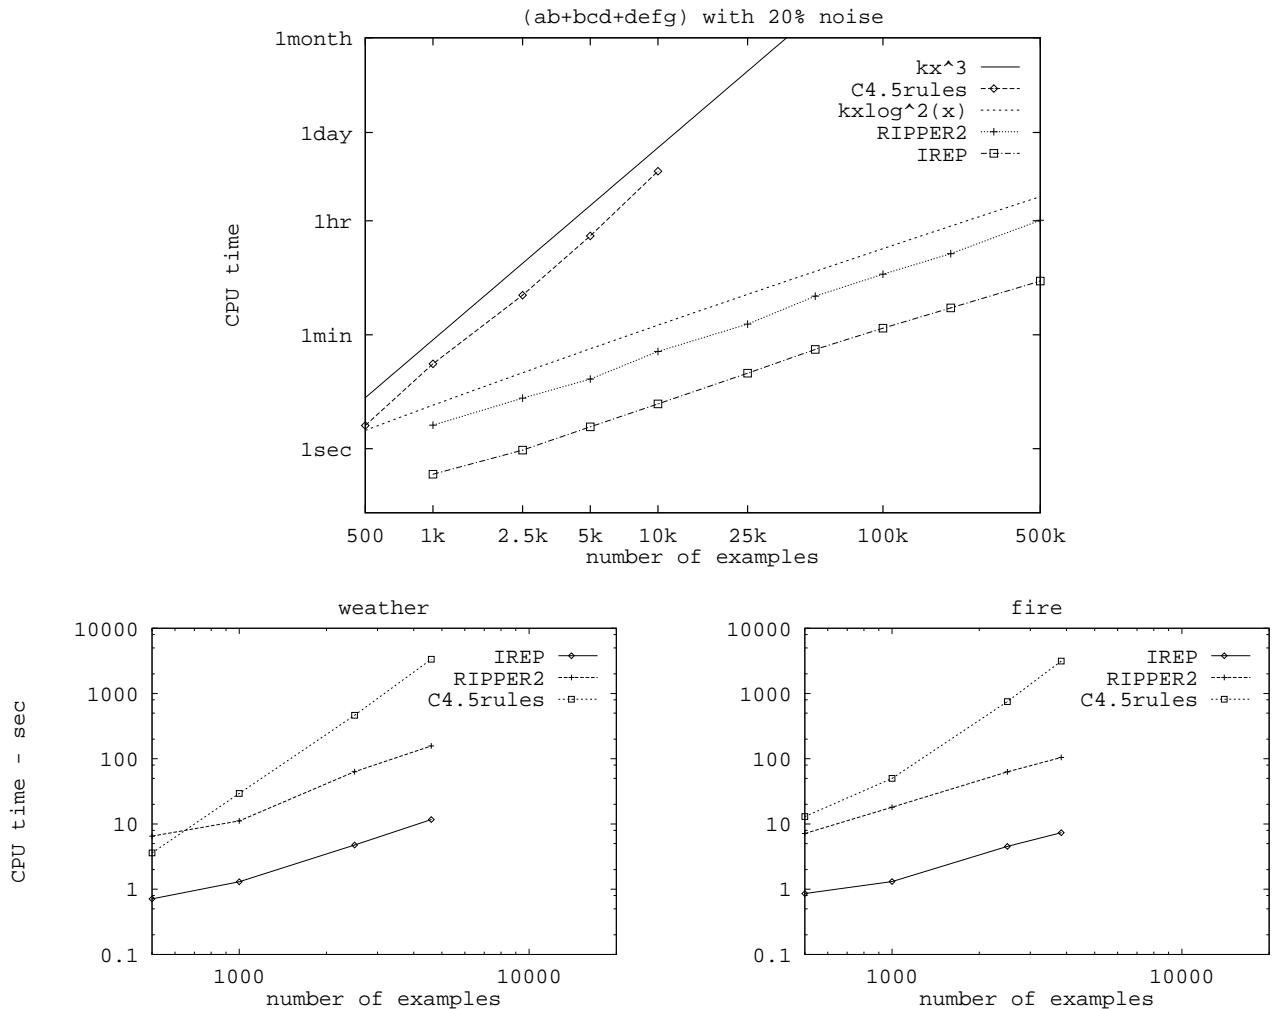 (ab+bcd+defg) with 20% noise
1month
1day
1hr
1min
1sec
CPU time
kx^3
C4.5rules
kxlog^2(x)
RIPPER2
IREP
500 1k 2.5k 5k 10k 25k 100k 500k
number of examples
weather
10000
1000
100
10
1
0.1
CPU time - sec
IREP
RIPPER2
C4.5rules
1000 10000
number of examples
fire
10000
1000
100
10
1
0.1
IREP
RIPPER2
C4.5rules
1000 10000
number of examples